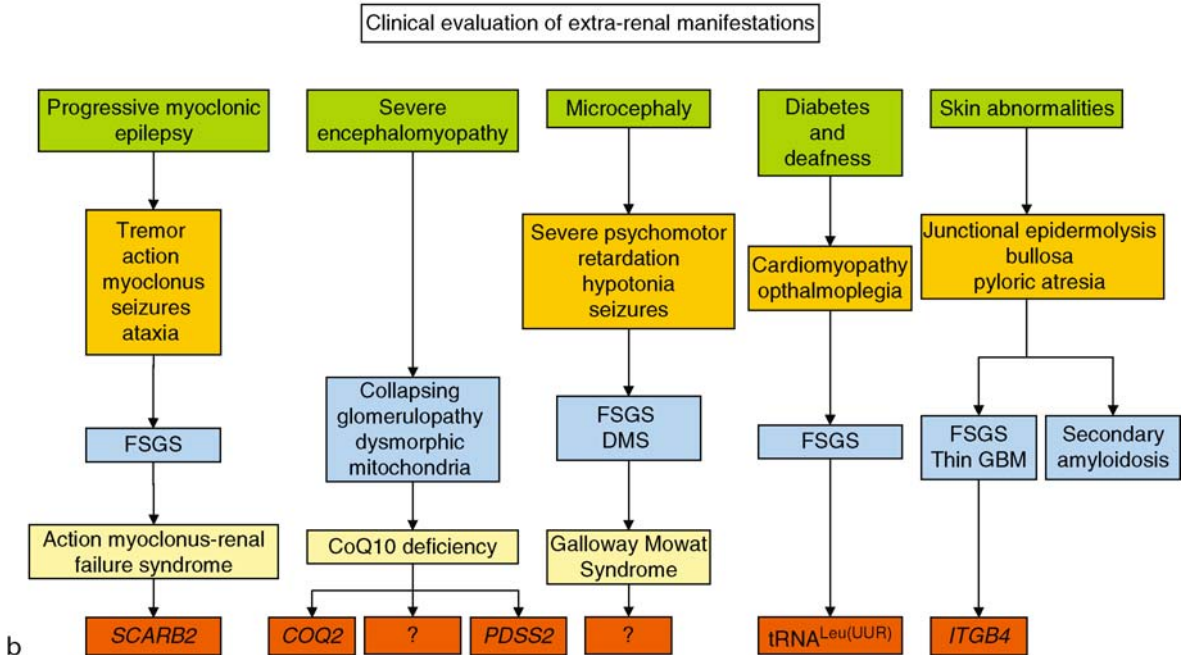 Clinical evaluation of extra-renal manifestations
Progressive myoclonic
epilepsy
Severe
encephalomyopathy
Microcephaly
Diabetes
and
deafness
Skin abnormalities
Tremor
action
myoclonus
seizures
ataxia
Severe psychomotor
retardation
hypotonia
seizures
Cardiomyopathy
opthalmoplegia
Junctional epidermolysis
bullosa
pyloric atresia
FSGS
Collapsing
glomerulopathy
dysmorphic
mitochondria
FSGS
DMS
FSGS
FSGS
Thin GBM
Secondary
amyloidosis
Action myoclonus-renal
failure syndrome
CoQ10 deficiency
Galloway Mowat
Syndrome
SCARB2
COQ2
?
PDSS2
?
tRNALeu(UUR)
ITGB4
b